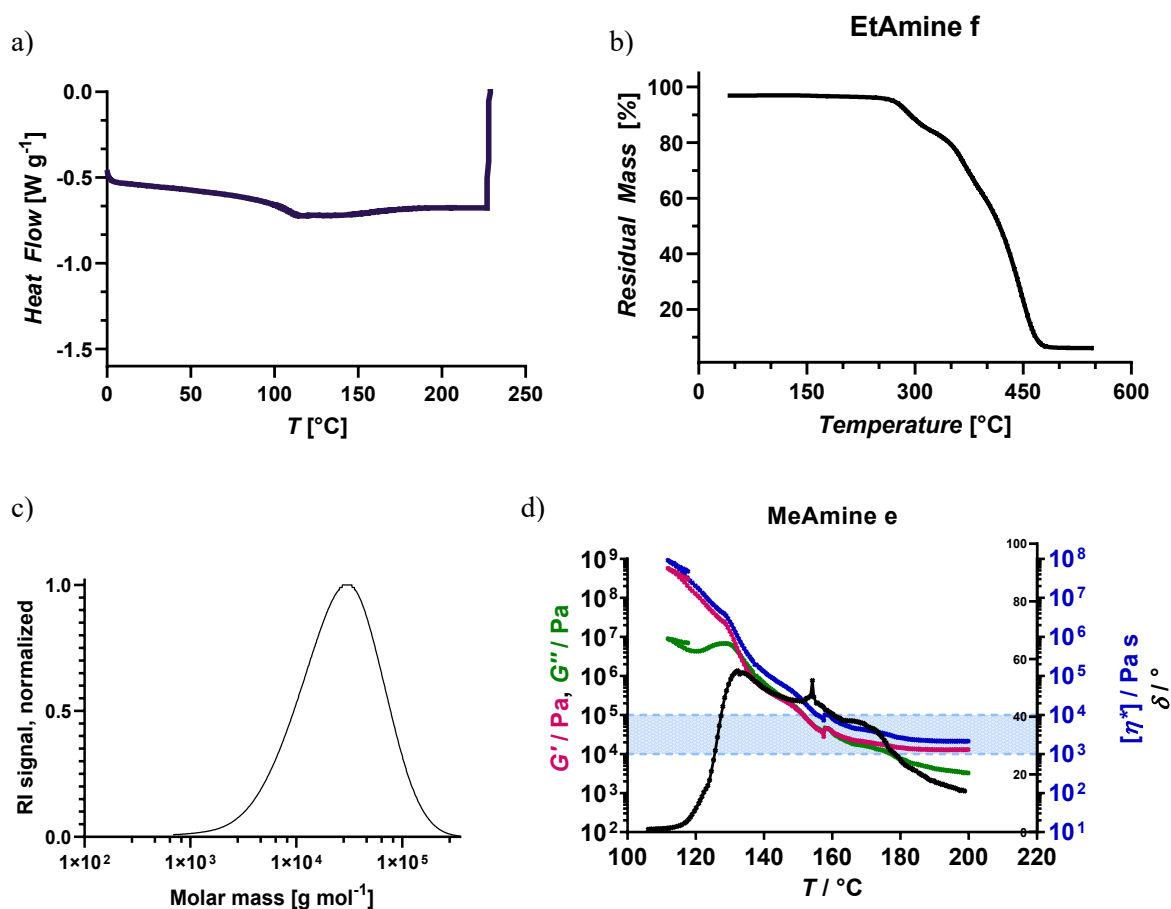 a)
0.0
-0.5
-1.0
-1.5
Heat Flow [W g⁻¹]
0 50 100 150 200 250
T [°C]
b)
EtAmine f
100
80
60
40
20
Residual Mass [%]
0 150 300 450 600
Temperature [°C]
c)
1.0
0.5
0.0
RI signal, normalized
1×10² 1×10³ 1×10⁴ 1×10⁵
Molar mass [g mol⁻¹]
d)
MeAmine e
10⁹
10⁸
10⁷
10⁶
10⁵
10⁴
10³
10²
G' / Pa, G'' / Pa
100
80
60
40
20
0
10⁸
10⁷
10⁶
10⁵
10⁴
10³
10²
10¹
[η*] / Pa s
δ / °
100 120 140 160 180 200 220
T / °C